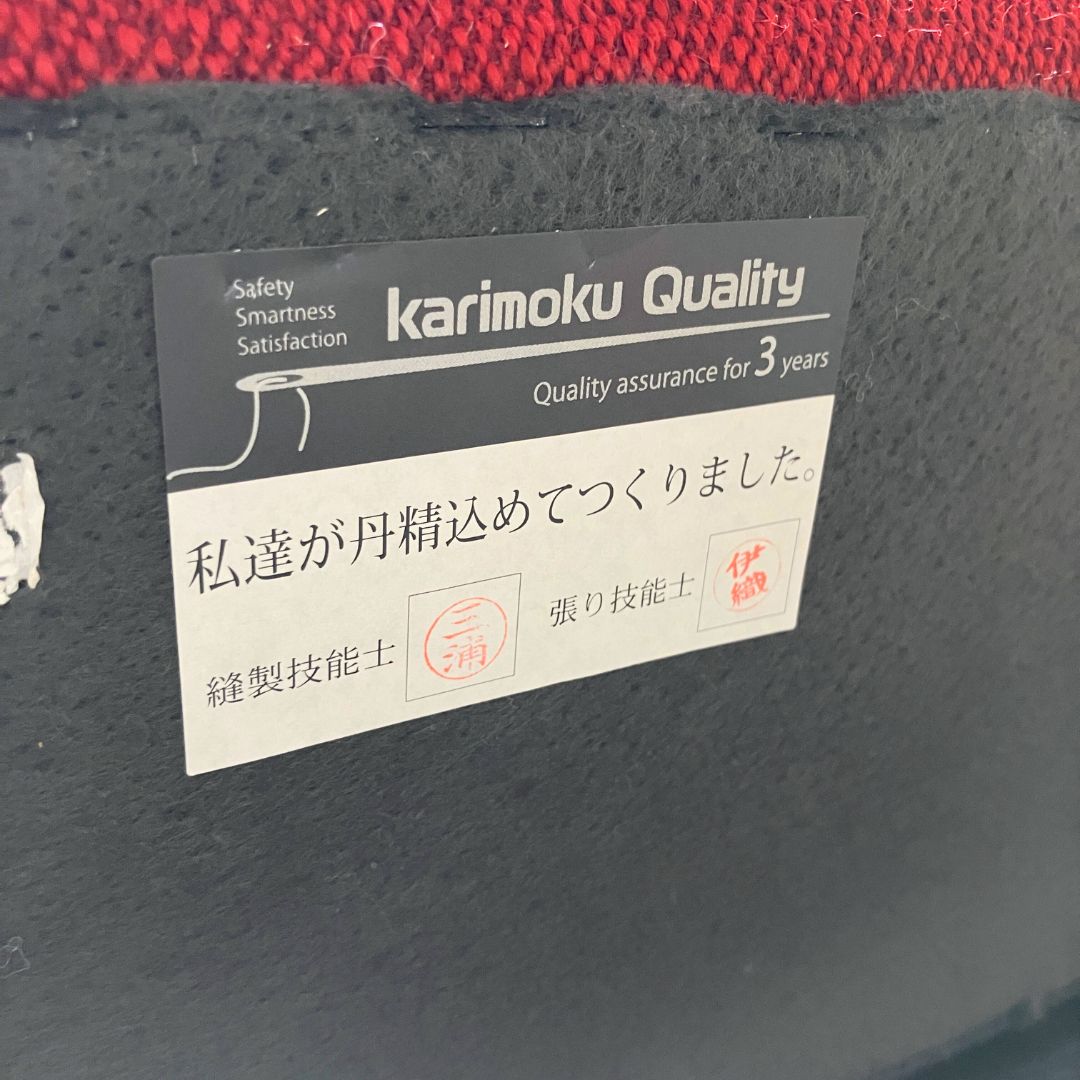 Safety
Smartness
Satisfaction
karimoku Quality
Quality assurance for 3 years
私達が丹精込めてつくりました。
縫製技能士 三浦
張り技能士 伊織